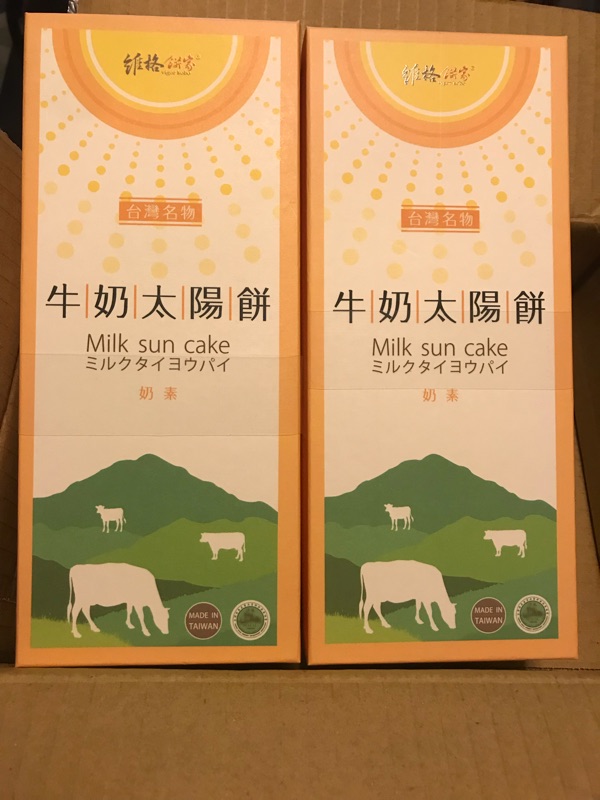 維格餅家
台灣名物
牛奶太陽餅
Milk sun cake
ミルクタイヨウパイ
奶素
MADE IN
TAIWAN
維格餅家
台灣名物
牛奶太陽餅
Milk sun cake
ミルクタイヨウパイ
奶素
MADE IN
TAIWAN